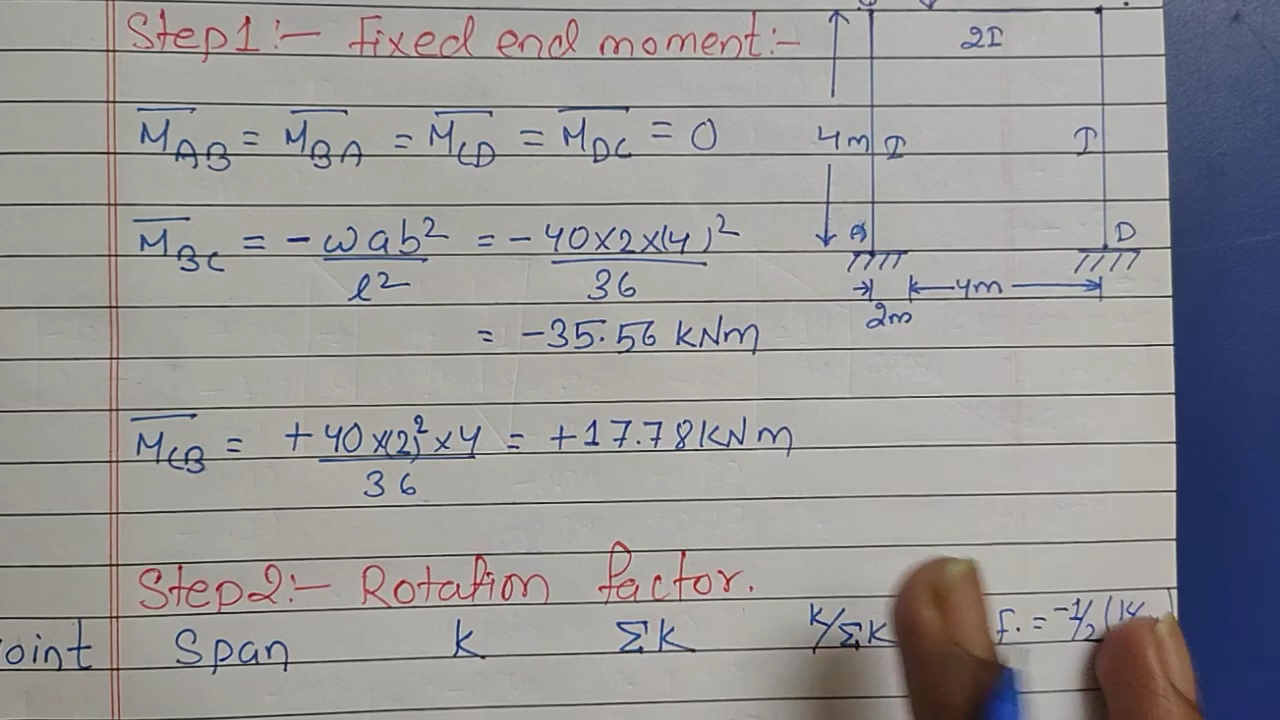 Step1:- fixed end moment:-
2I
M̅AB = M̅BA = M̅CD = M̅DC = 0
4m I I
M̅BC = -wab² / l² = -40×2×(4)² / 36
A D
4m
2m
= -35.56 kNm
M̅CB = +40×(2)²×4 / 36 = +17.78 kNm
Step2:- Rotation factor.
oint Span k Σk k/Σk f. = -1/2 (k